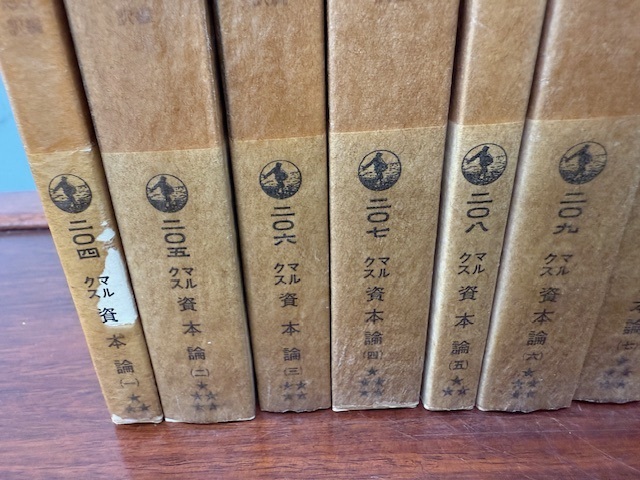 二〇四
マル
クス
資本論
(一)
二〇五
マル
クス
資本論
(二)
二〇六
マル
クス
資本論
(三)
二〇七
マル
クス
資本論
(四)
二〇八
マル
クス
資本論
(五)
二〇九
マル
クス
資本論
(六)
本論
(七)